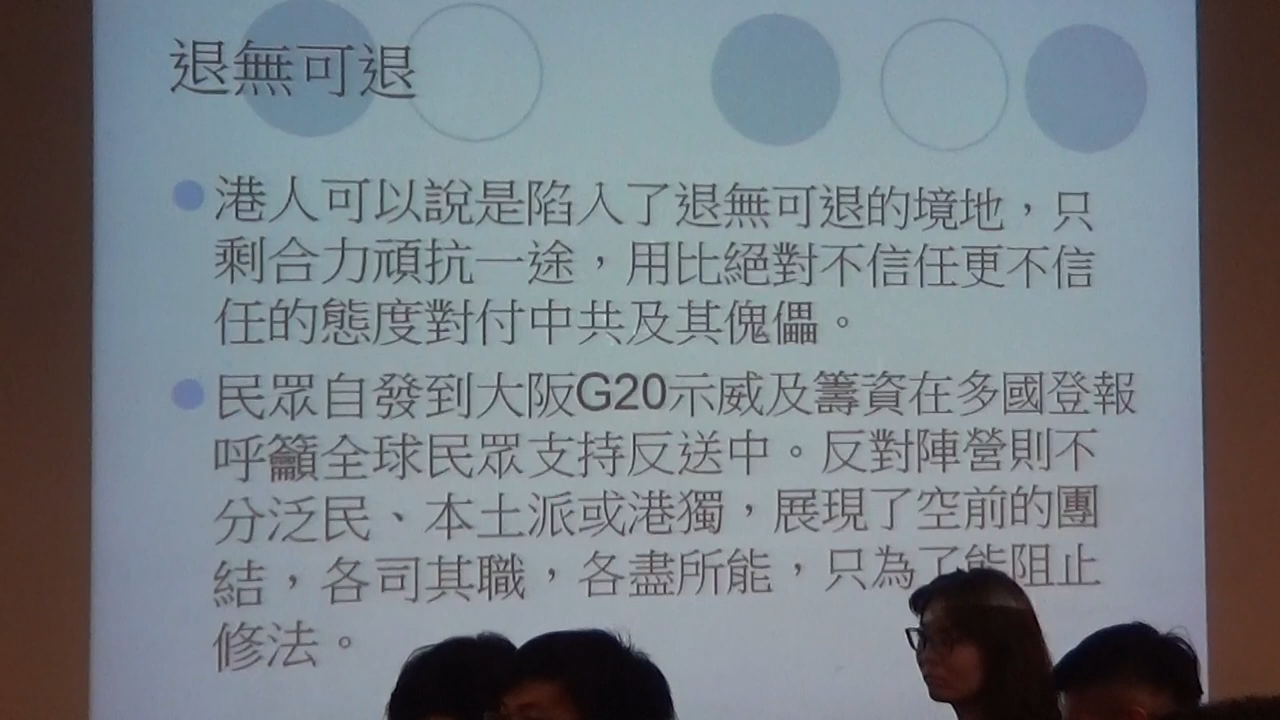 退無可退
港人可以說是陷入了退無可退的境地，只
剩合力頑抗一途，用比絕對不信任更不信
任的態度對付中共及其傀儡。
民眾自發到大阪G20示威及籌資在多國登報
呼籲全球民眾支持反送中。反對陣營則不
分泛民、本土派或港獨，展現了空前的團
結，各司其職，各盡所能，只為了能阻止
修法。